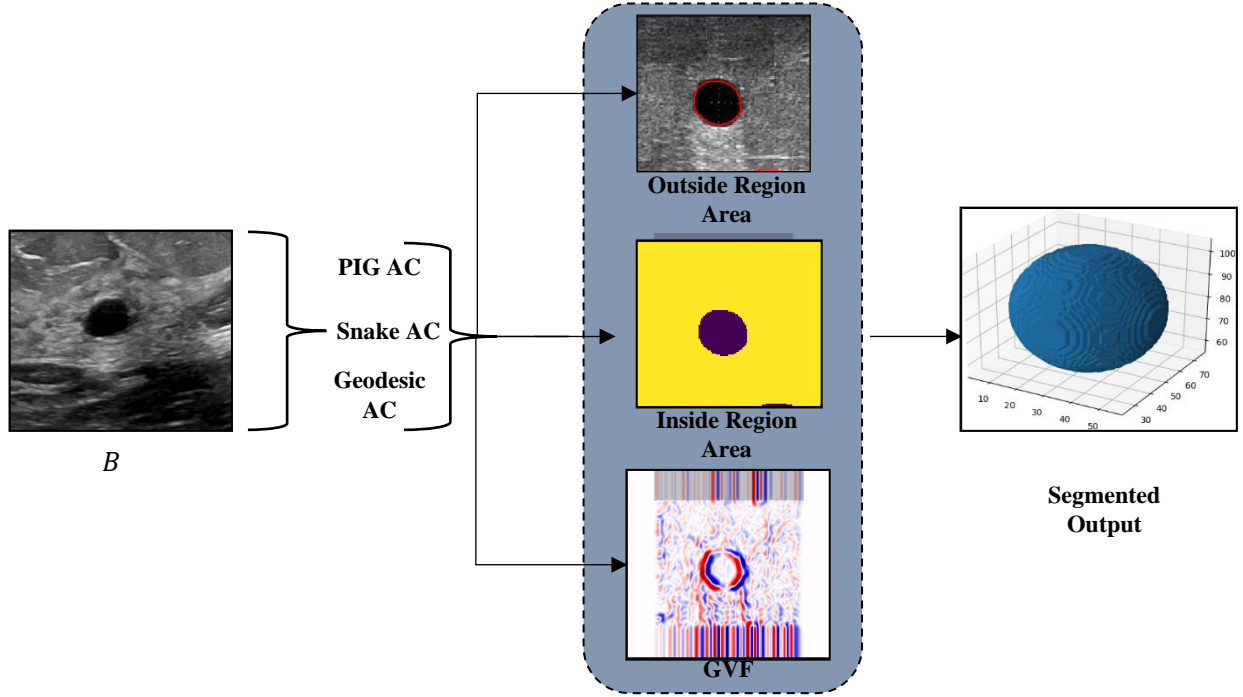 B
PIG AC
Snake AC
Geodesic
AC
Outside Region
Area
Inside Region
Area
GVF
100
90
80
70
60
70
60
50
40
30
10
20
30
40
50
Segmented
Output